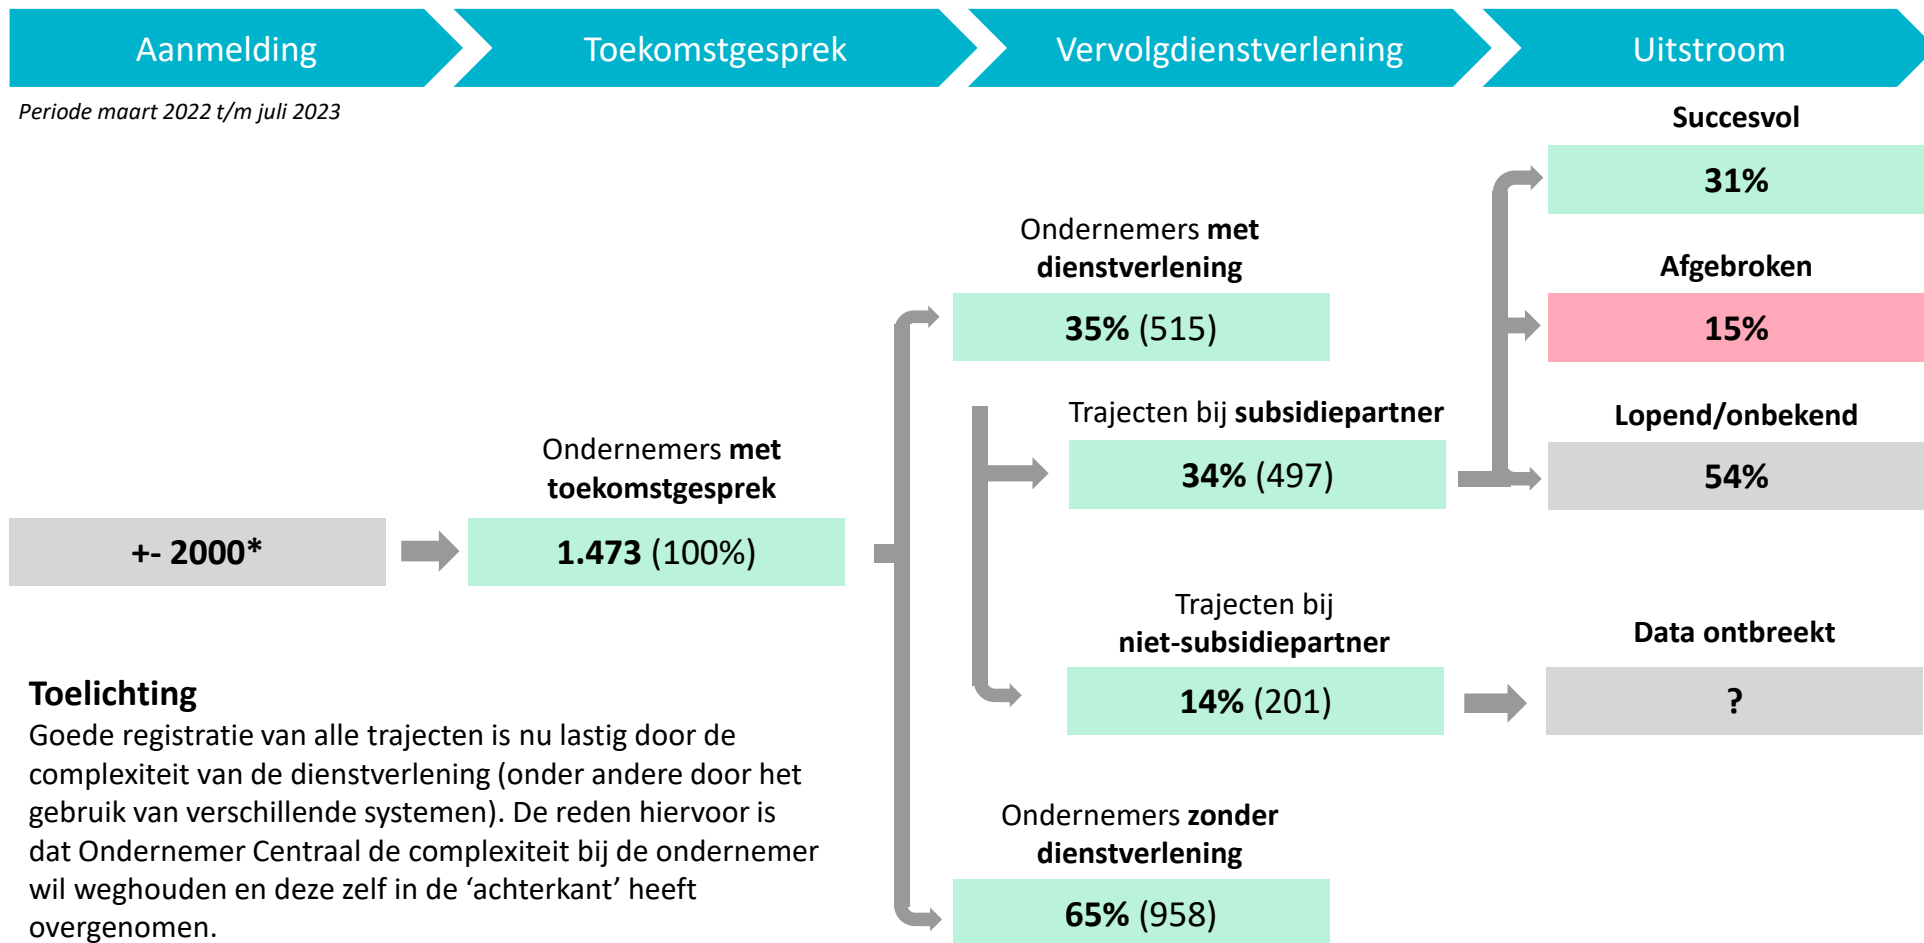 Aanmelding
Toekomstgesprek
Vervolgdienstverlening
Uitstroom
Periode maart 2022 t/m juli 2023
Succesvol
31%
Ondernemers met
dienstverlening
35% (515)
Afgebroken
15%
Trajecten bij subsidiepartner
34% (497)
Lopend/onbekend
54%
Ondernemers met
toekomstgesprek
+- 2000*
1.473 (100%)
Trajecten bij
niet-subsidiepartner
14% (201)
Data ontbreekt
?
Toelichting
Goede registratie van alle trajecten is nu lastig door de
complexiteit van de dienstverlening (onder andere door het
gebruik van verschillende systemen). De reden hiervoor is
dat Ondernemer Centraal de complexiteit bij de ondernemer
wil weghouden en deze zelf in de ‘achterkant’ heeft
overgenomen.
Ondernemers zonder
dienstverlening
65% (958)